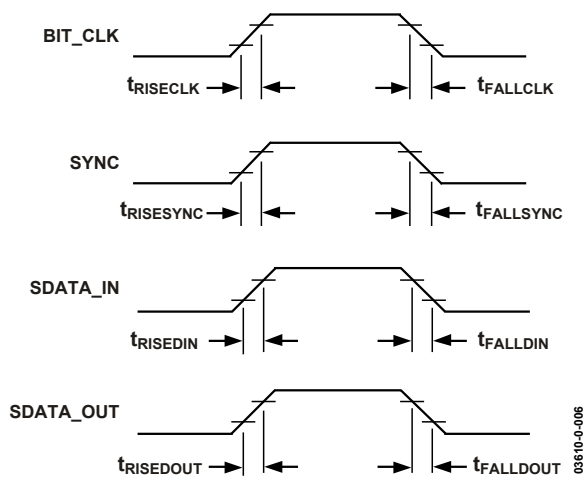 BIT_CLK
tRISECLK
tFALLCLK
SYNC
tRISESYNC
tFALLSYNC
SDATA_IN
tRISEDIN
tFALLDIN
SDATA_OUT
tRISEDOUT
tFALLDOUT
03610-0-006